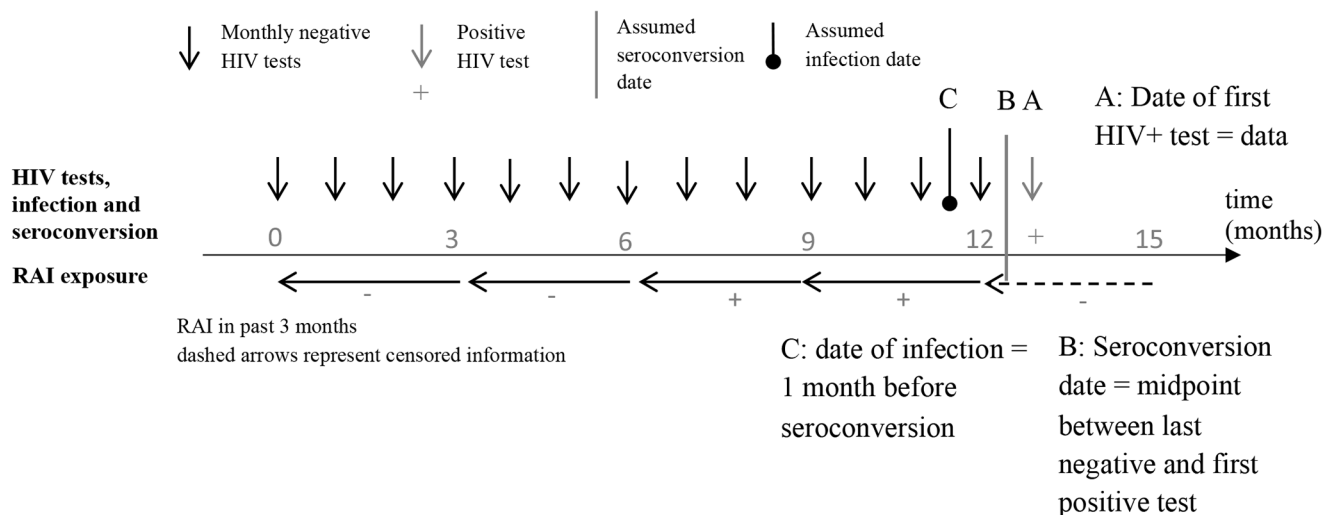 Monthly negative
HIV tests
Positive
HIV test
+
Assumed
seroconversion
date
Assumed
infection date
C B A
A: Date of first
HIV+ test = data
HIV tests,
infection and
seroconversion
0 3 6 9 12 + 15
time
(months)
RAI exposure
- - + + -
RAI in past 3 months
dashed arrows represent censored information
C: date of infection =
1 month before
seroconversion
B: Seroconversion
date = midpoint
between last
negative and first
positive test